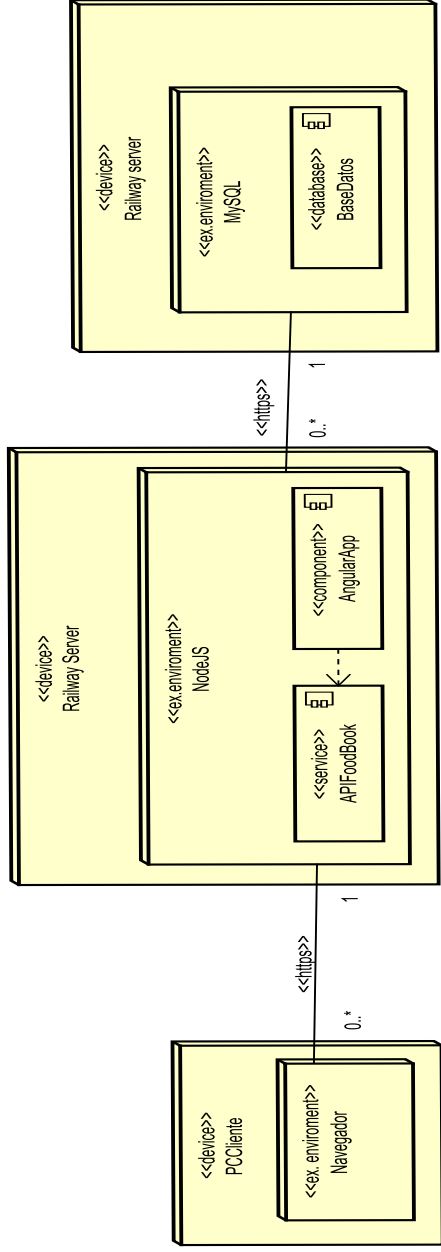 <<device>>
PCCliente
<<ex. enviroment>>
Navegador
<<https>>
0..*
1
<<device>>
Railway Server
<<ex.enviroment>>
NodeJS
<<service>>
APIFoodBook
<<component>>
AngularApp
<<https>>
0..*
1
<<device>>
Railway server
<<ex.enviroment>>
MySQL
<<database>>
BaseDatos